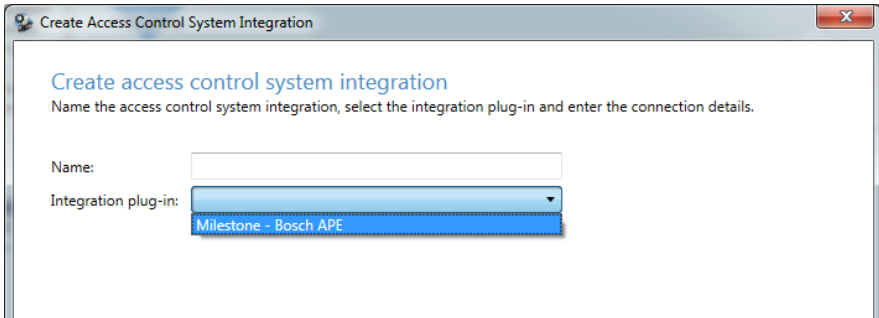 Create Access Control System Integration
Create access control system integration
Name the access control system integration, select the integration plug-in and enter the connection details.
Name:
Integration plug-in:
Milestone - Bosch APE